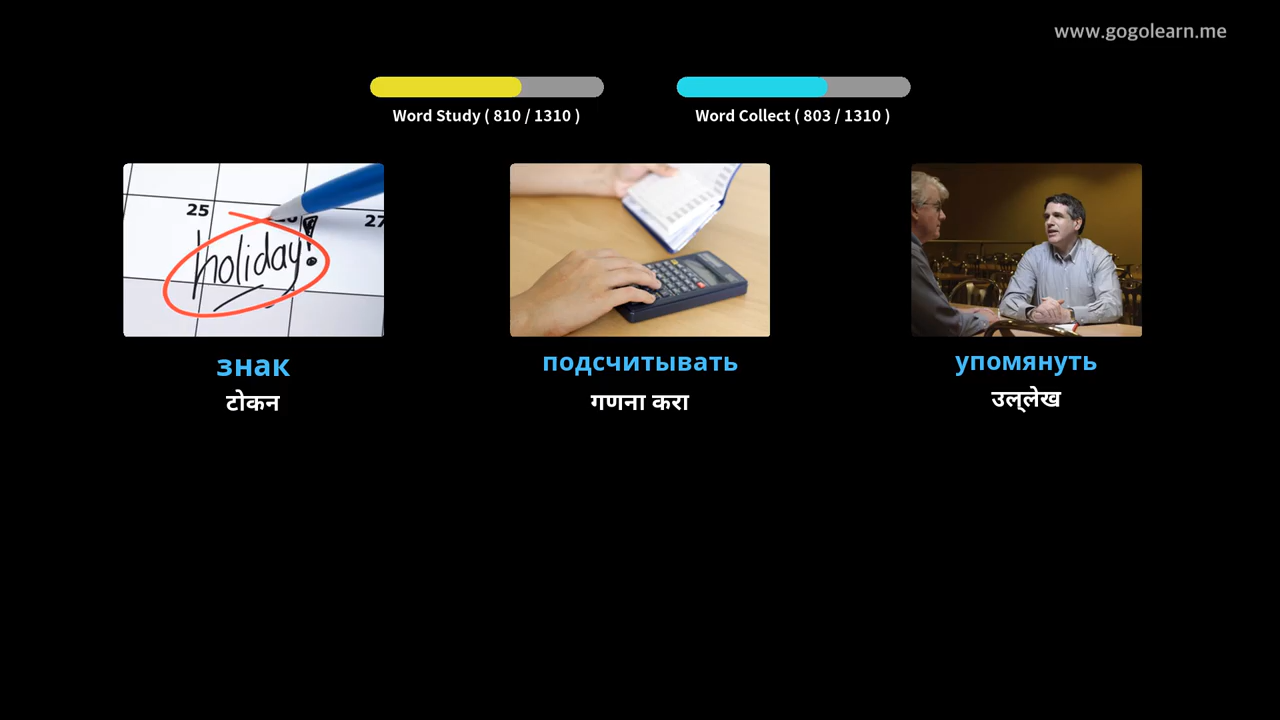 www.gogolearn.me
Word Study ( 810 / 1310 )
Word Collect ( 803 / 1310 )
25
27
holiday!
знак
подсчитывать
упомянуть
टोकन
गणना करा
उल्लेख